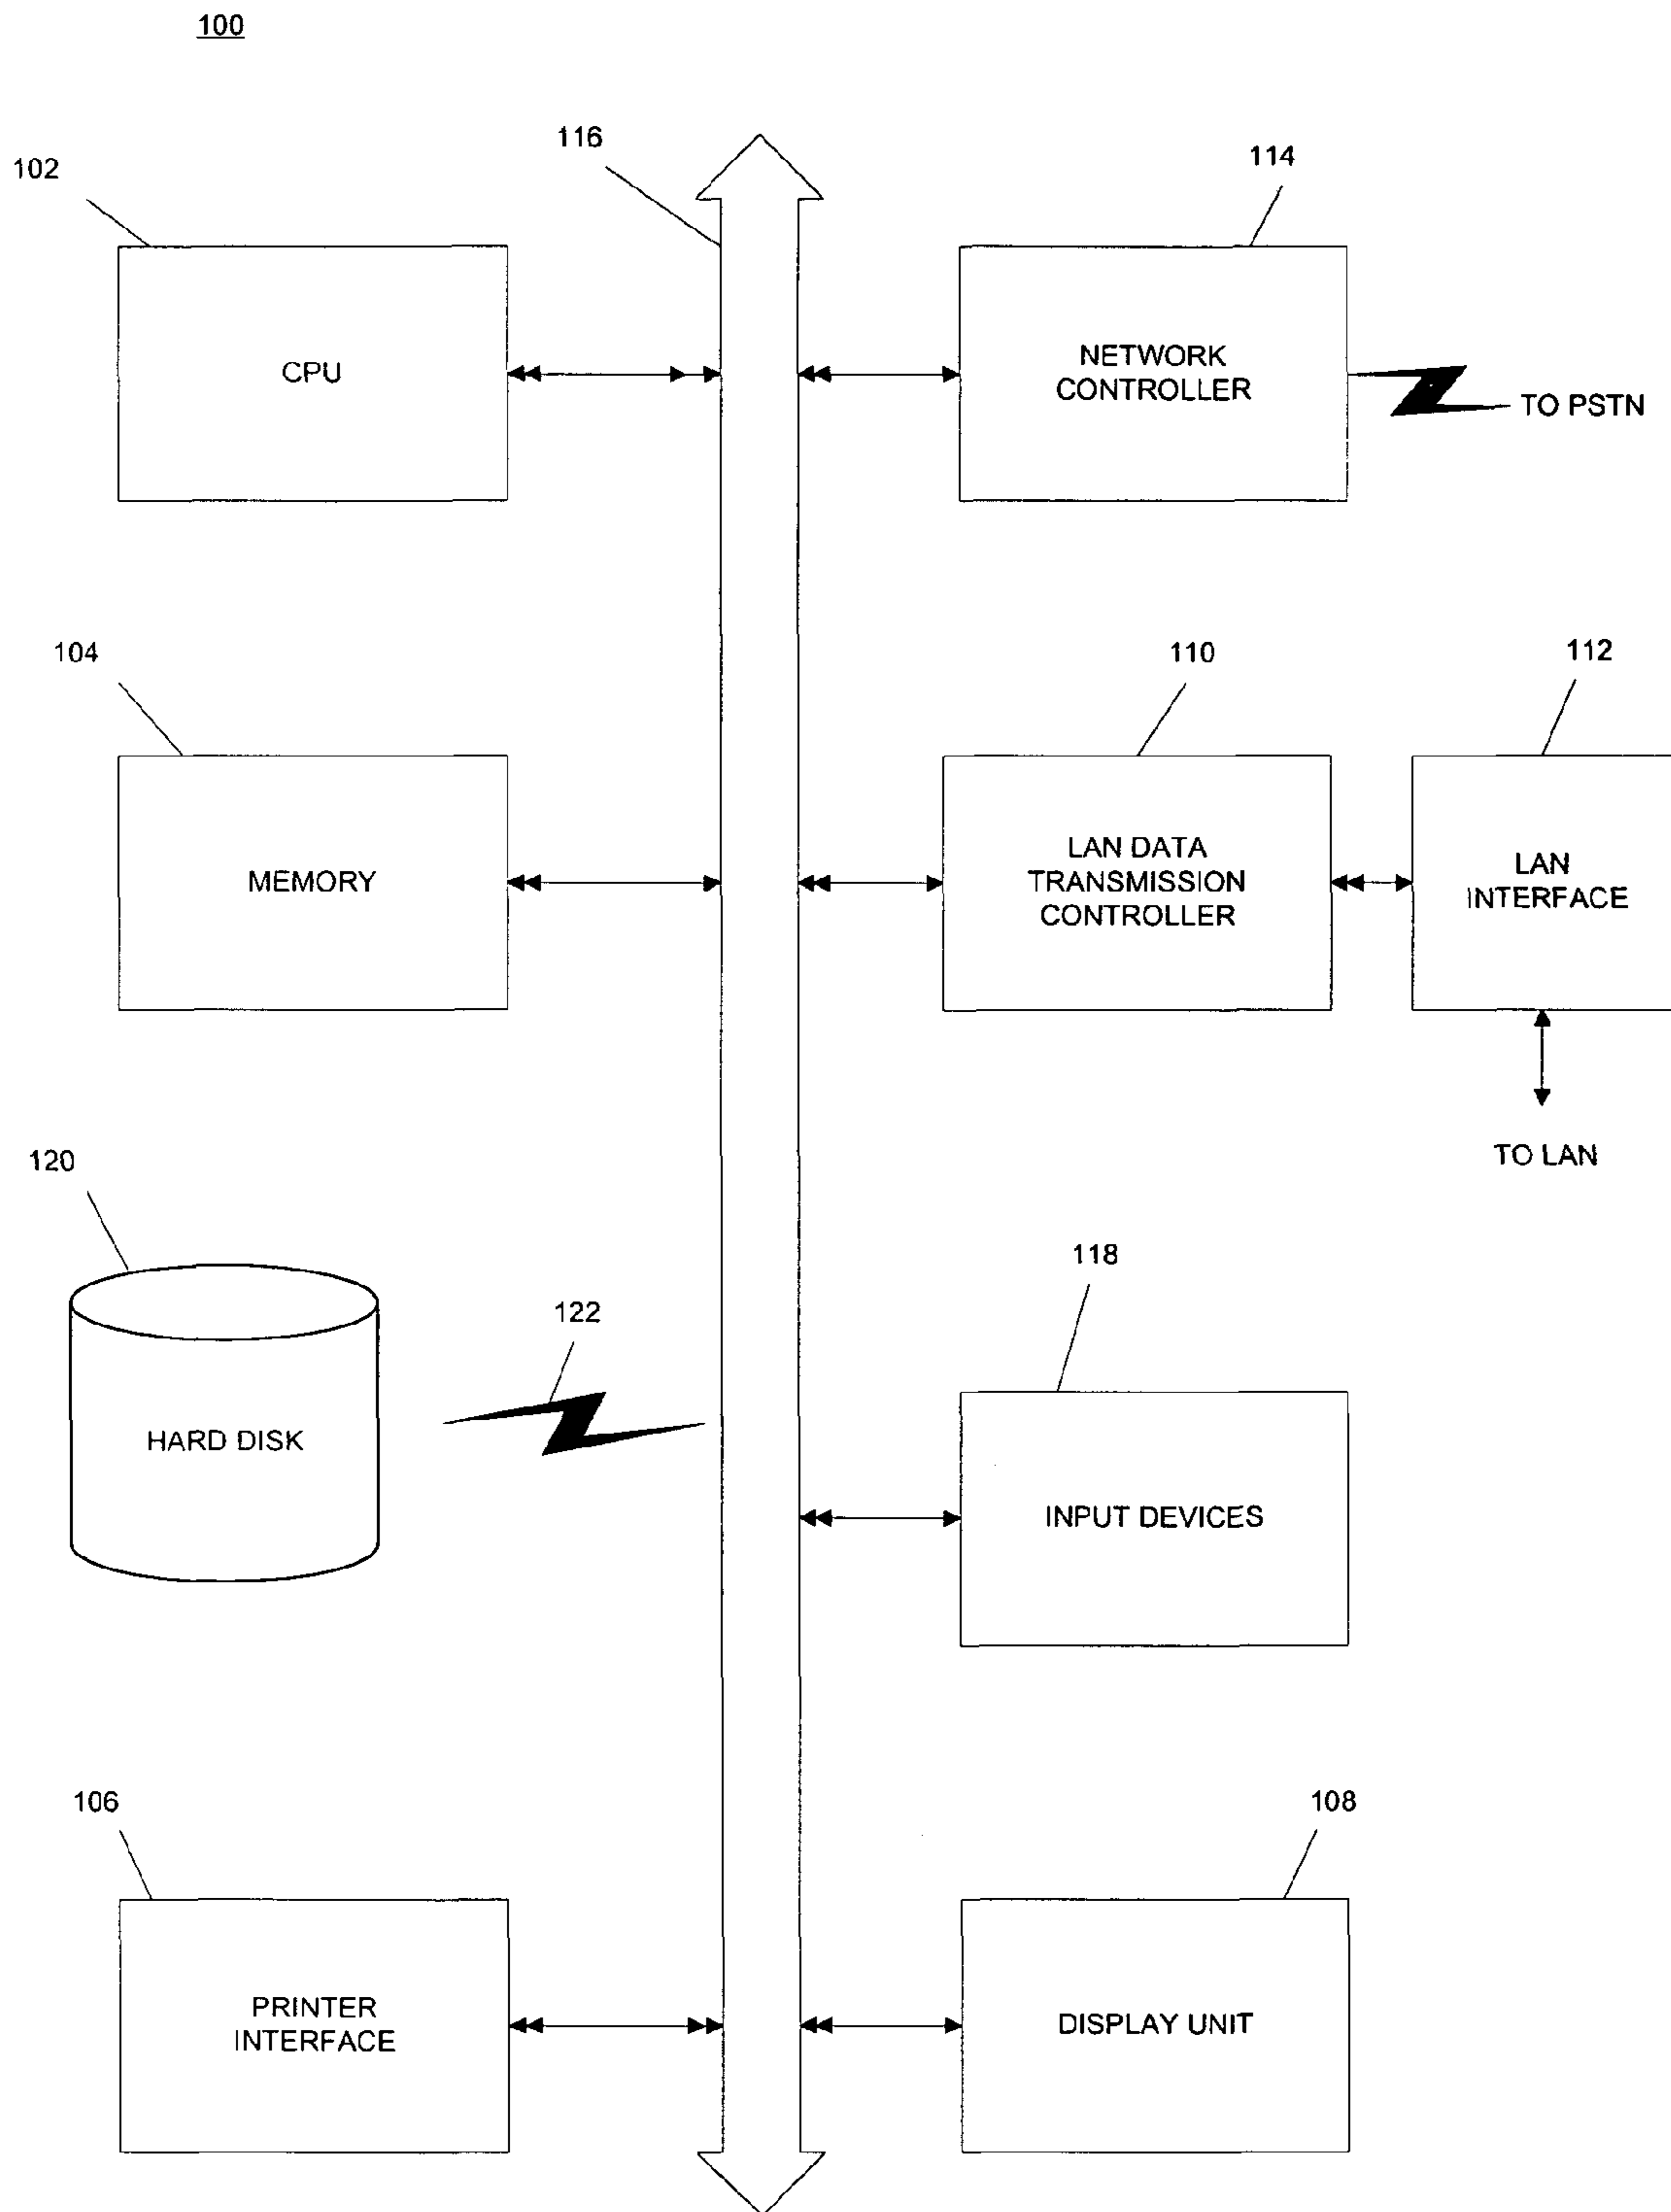 100
116
102
114
CPU
NETWORK
CONTROLLER
TO PSTN
104
110
112
MEMORY
LAN DATA
TRANSMISSION
CONTROLLER
LAN
INTERFACE
TO LAN
120
118
122
HARD DISK
INPUT DEVICES
106
108
PRINTER
INTERFACE
DISPLAY UNIT